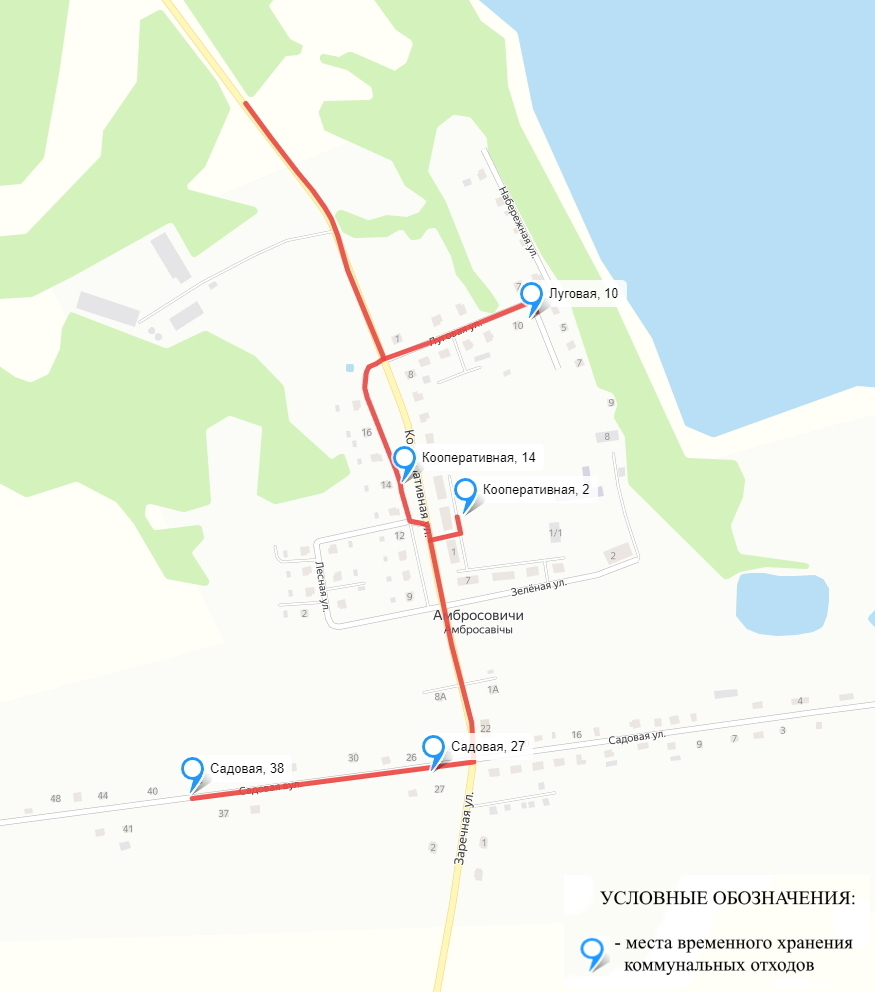 Набережная ул.
7
Луговая, 10
10
5
7
1
Луговая ул.
8
9
8
16
Кооперативная, 14
14
Кооперативная, 2
12
1/1
1
2
7
Зелёная ул.
Лесная ул.
9
2
Амбросовичи
Амбросавічы
1А
8А
22
4
16
Садовая ул.
3
7
9
Садовая, 27
30
26
Садовая, 38
27
48
44
40
37
41
Заречная ул.
2
1
УСЛОВНЫЕ ОБОЗНАЧЕНИЯ:
- места временного хранения
коммунальных отходов